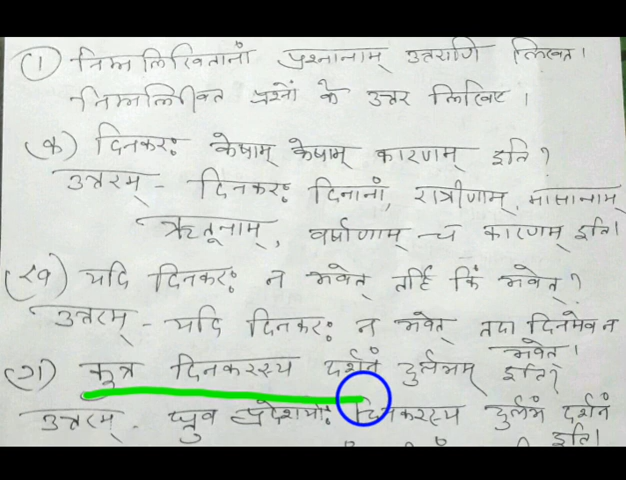 (1) निम्नलिखितानां प्रश्नानाम् उत्तराणि लिखत।
निम्नलिखित प्रश्नों के उत्तर लिखिए।
(क) दिनकरः केषाम् केषाम् कारणम् इति?
उत्तरम् - दिनकरः दिनानां, रात्रीणाम्, मासानाम्
ऋतूनाम्, वर्षाणाम् च कारणम् इति।
(ख) यदि दिनकरः न भवेत् तर्हि किं भवेत्?
उत्तरम् - यदि दिनकरः न भवेत् तदा दिनमेव न
भवेत्।
(ग) कुत्र दिनकरस्य दर्शनं दुर्लभम् इति?
उत्तरम् - ध्रुव प्रदेशयोः दिनकरस्य दुर्लभं दर्शनं
इति।